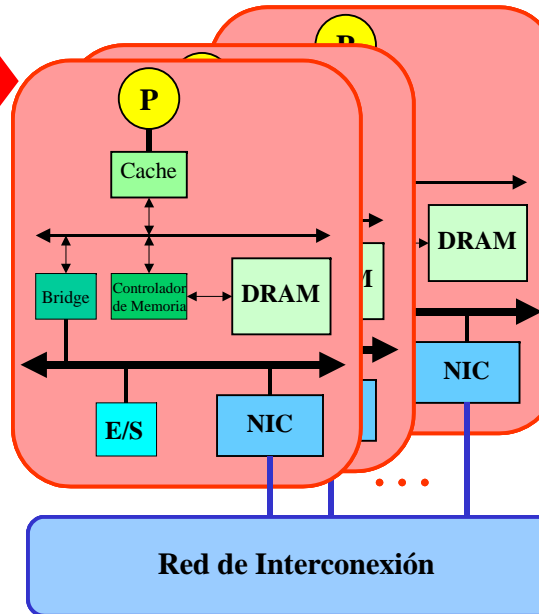 P
P
Cache
DRAM
Bridge
Controlador
de Memoria
DRAM
M
NIC
E/S
NIC
. . .
Red de Interconexión